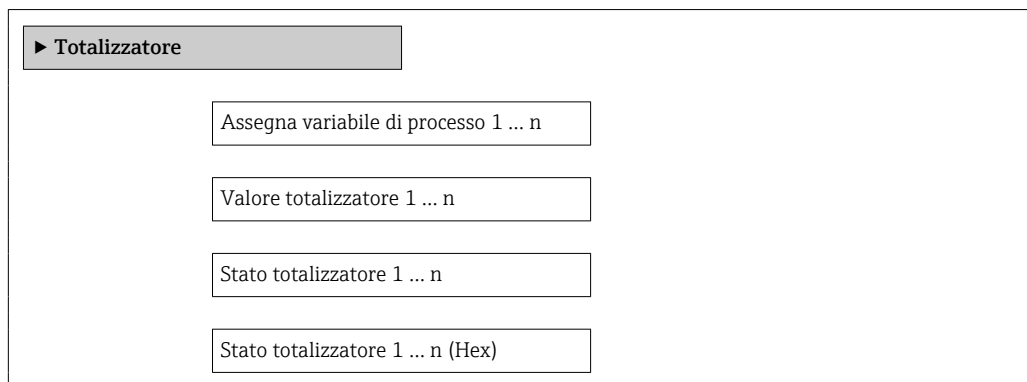 ▶ Totalizzatore
Assegna variabile di processo 1 … n
Valore totalizzatore 1 … n
Stato totalizzatore 1 … n
Stato totalizzatore 1 … n (Hex)